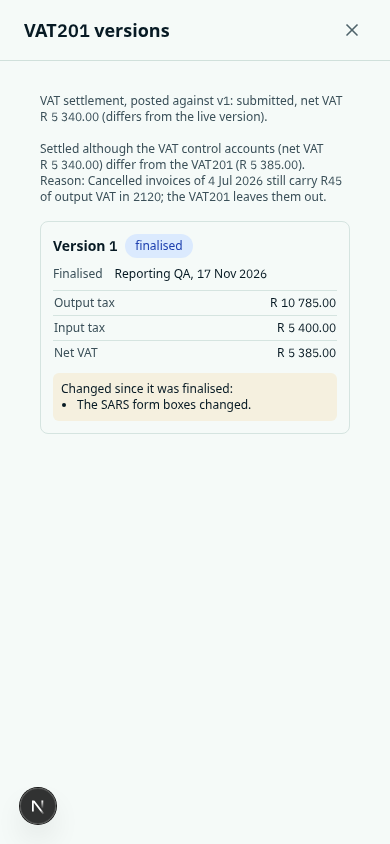 VAT201 versions
VAT settlement, posted against v1: submitted, net VAT
R 5 340.00 (differs from the live version).
Settled although the VAT control accounts (net VAT
R 5 340.00) differ from the VAT201 (R 5 385.00).
Reason: Cancelled invoices of 4 Jul 2026 still carry R45
of output VAT in 2120; the VAT201 leaves them out.
Version 1 finalised
Finalised Reporting QA, 17 Nov 2026
Output tax R 10 785.00
Input tax R 5 400.00
Net VAT R 5 385.00
Changed since it was finalised:
• The SARS form boxes changed.
N